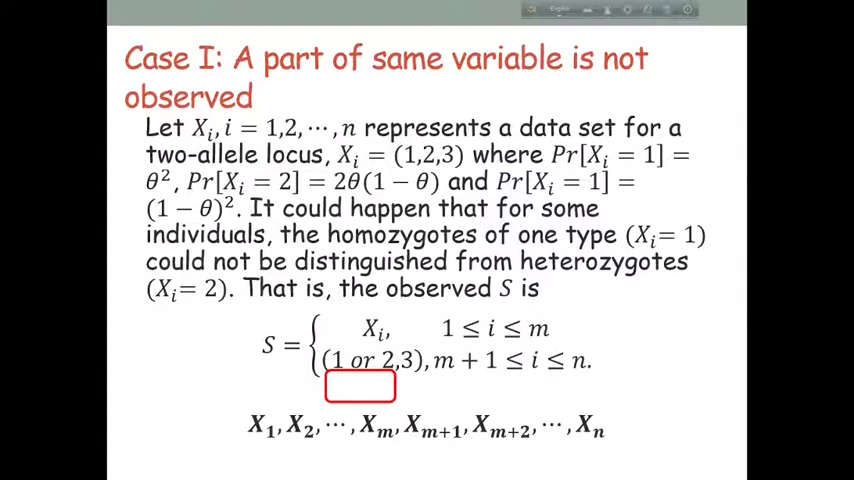 English
Case I: A part of same variable is not
observed
Let X_i, i = 1,2, ⋯, n represents a data set for a
two-allele locus, X_i = (1,2,3) where Pr[X_i = 1] =
θ², Pr[X_i = 2] = 2θ(1 − θ) and Pr[X_i = 1] =
(1 − θ)². It could happen that for some
individuals, the homozygotes of one type (X_i= 1)
could not be distinguished from heterozygotes
(X_i= 2). That is, the observed S is
S = { X_i, 1 ≤ i ≤ m
(1 or 2,3), m + 1 ≤ i ≤ n.
X_1, X_2, ⋯, X_m, X_{m+1}, X_{m+2}, ⋯, X_n